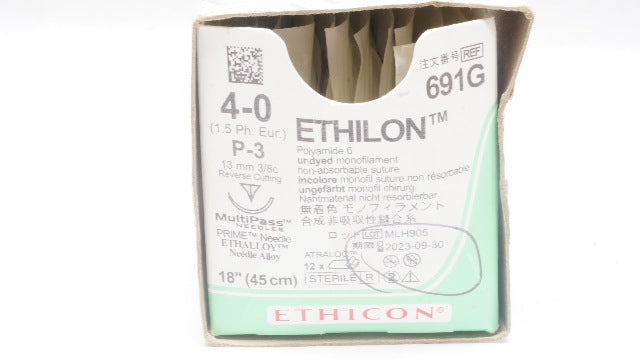 注文番号 REF
691G
4-0
(1.5 Ph. Eur.)
P-3
13 mm 3/8c
Reverse Cutting
MultiPass™
NEEDLES
PRIME™ Needle
ETHALLOY™
Needle Alloy
18" (45 cm)
ETHILON™
Polyamide 6
undyed monofilament
non-absorbable suture
incolore monofil suture non résorbable
ungefärbt monofil chirurg.
Nahtmaterial nicht resorbierbar
無着色 モノフィラメント
合成非吸収性縫合糸
ロット LOT MLH905
期限 2023-09-30
ATRALOC™
12 x
STERILE R
ETHICON®